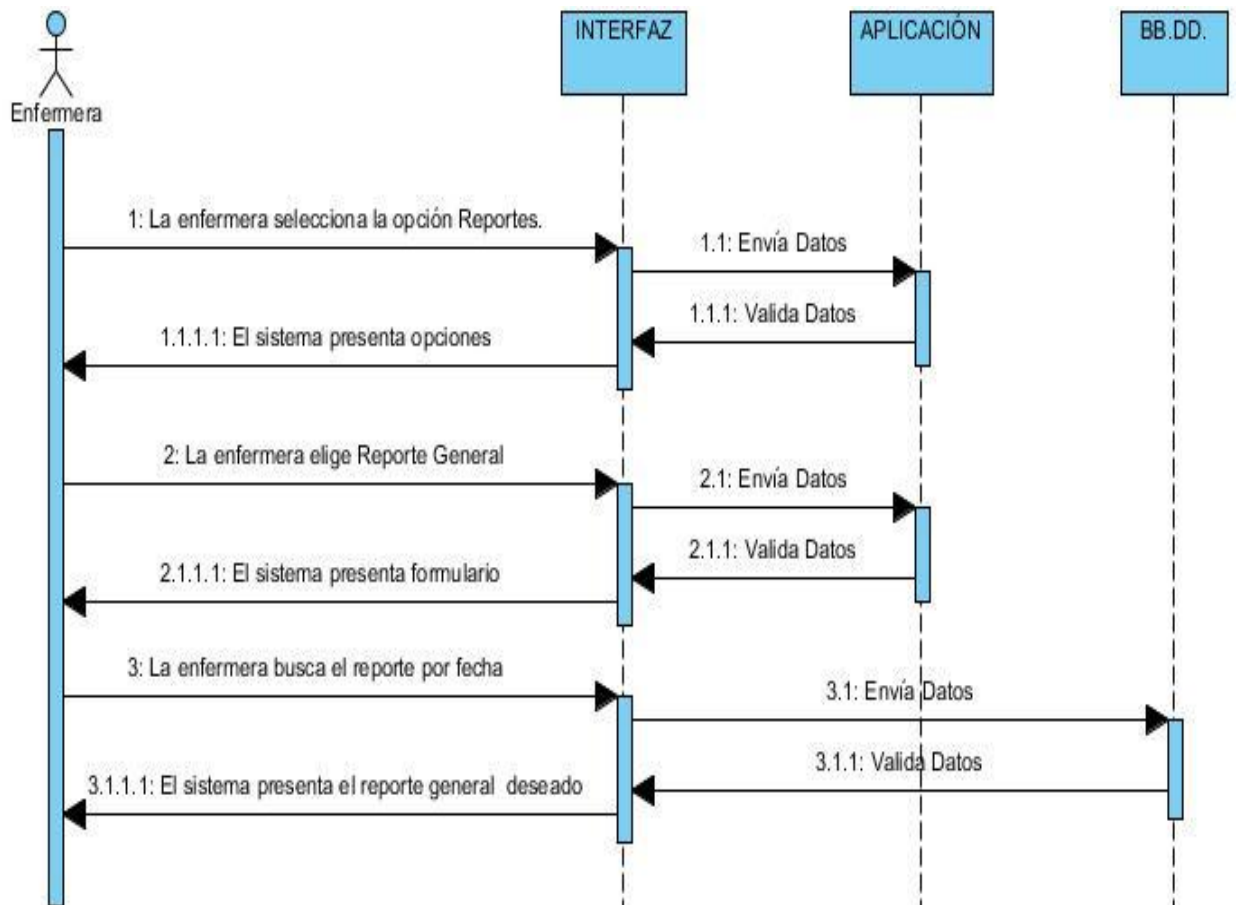 INTERFAZ
APLICACIÓN
BB.DD.
Enfermera
1: La enfermera selecciona la opción Reportes.
1.1: Envía Datos
1.1.1: Valida Datos
1.1.1.1: El sistema presenta opciones
2: La enfermera elige Reporte General
2.1: Envía Datos
2.1.1: Valida Datos
2.1.1.1: El sistema presenta formulario
3: La enfermera busca el reporte por fecha
3.1: Envía Datos
3.1.1: Valida Datos
3.1.1.1: El sistema presenta el reporte general deseado